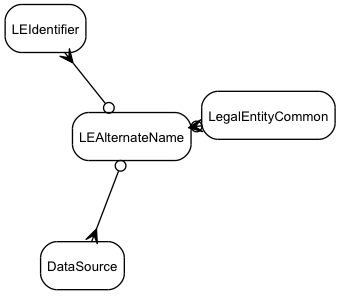 LEIdentifier
LegalEntityCommon
LEAlternateName
DataSource